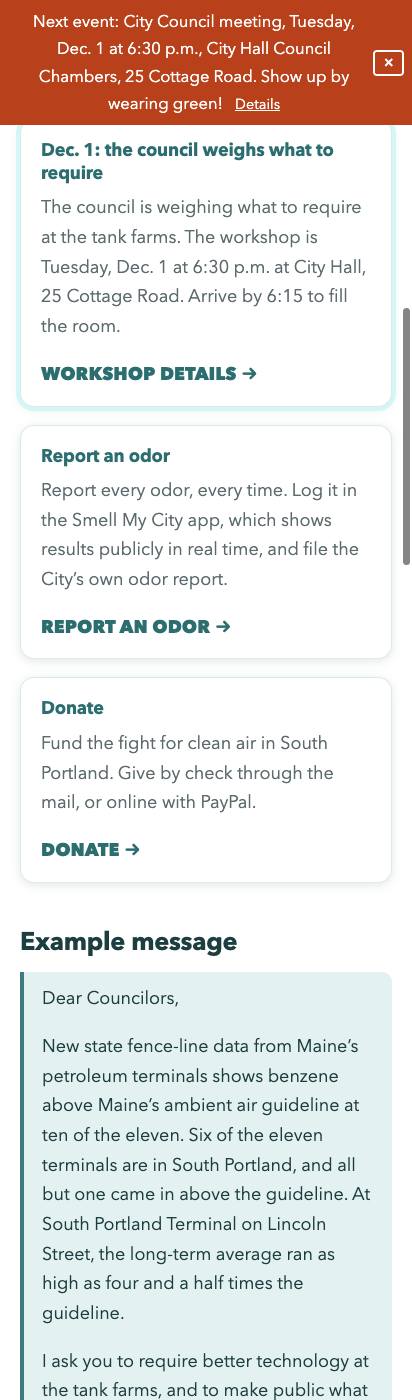 Next event: City Council meeting, Tuesday,
Dec. 1 at 6:30 p.m., City Hall Council
Chambers, 25 Cottage Road. Show up by
wearing green! Details
×
Dec. 1: the council weighs what to
require
The council is weighing what to require
at the tank farms. The workshop is
Tuesday, Dec. 1 at 6:30 p.m. at City Hall,
25 Cottage Road. Arrive by 6:15 to fill
the room.
WORKSHOP DETAILS →
Report an odor
Report every odor, every time. Log it in
the Smell My City app, which shows
results publicly in real time, and file the
City’s own odor report.
REPORT AN ODOR →
Donate
Fund the fight for clean air in South
Portland. Give by check through the
mail, or online with PayPal.
DONATE →
Example message
Dear Councilors,
New state fence-line data from Maine’s
petroleum terminals shows benzene
above Maine’s ambient air guideline at
ten of the eleven. Six of the eleven
terminals are in South Portland, and all
but one came in above the guideline. At
South Portland Terminal on Lincoln
Street, the long-term average ran as
high as four and a half times the
guideline.
I ask you to require better technology at
the tank farms, and to make public what